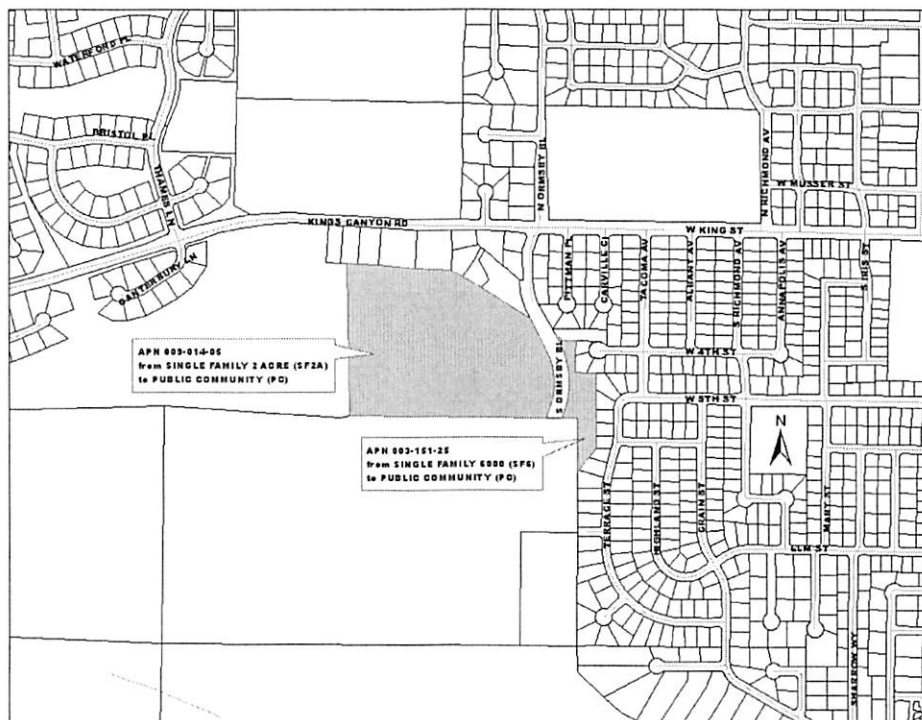 WATERFORD PL
BRISTOL PL
THAMES LN
KINGS CANYON RD
CANTERBURY LN
N ORMSBY BL
N RICHMOND AV
W MUSSER ST
W KING ST
PITTMAN PL
CARVILLE CI
TACOMA AV
ALBANY AV
S RICHMOND AV
ANNAPOLIS AV
S IRIS ST
S ORMSBY BL
W 4TH ST
W 5TH ST
APN 003-014-05
from SINGLE FAMILY 2 ACRE (SF2A)
to PUBLIC COMMUNITY (PC)
APN 003-151-25
from SINGLE FAMILY 6000 (SF6)
to PUBLIC COMMUNITY (PC)
N
TERRACE ST
HIGHLAND ST
CRAIN ST
MARY ST
ELM ST
SHARROW WY